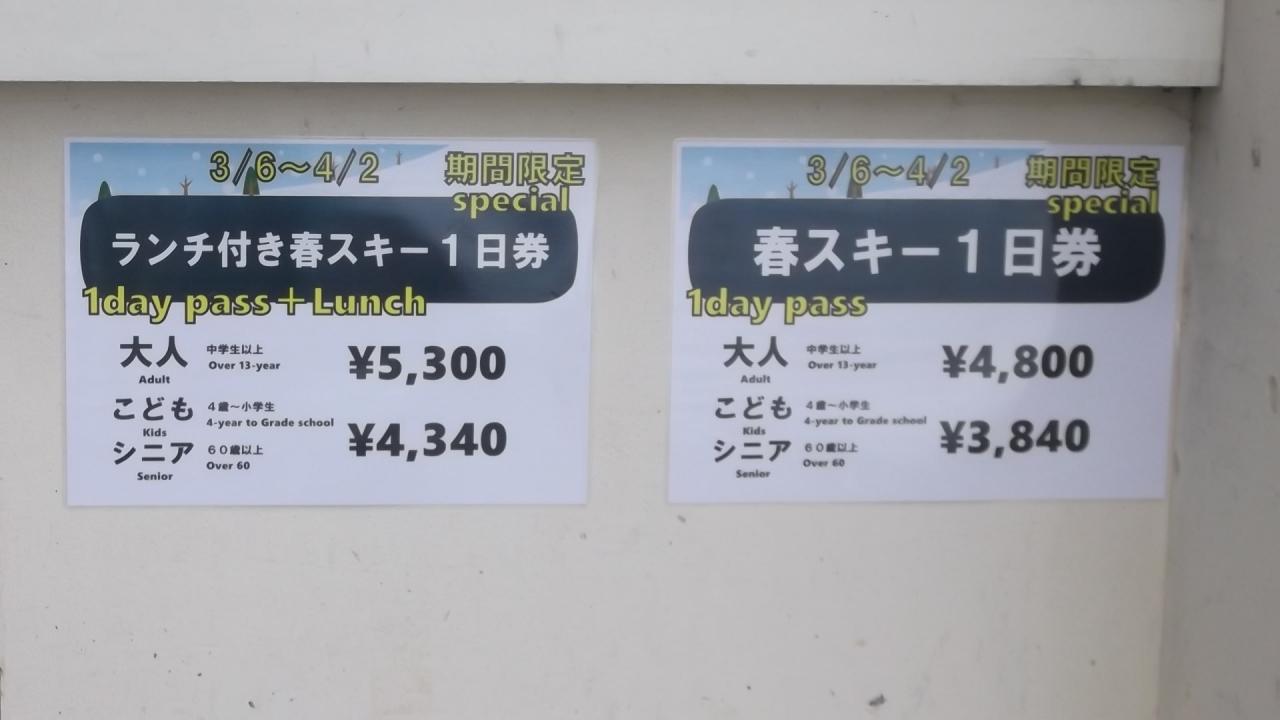 3/6～4/2 期間限定
special
ランチ付き春スキー１日券
1day pass＋Lunch
大人 中学生以上 ¥5,300
Adult Over 13-year
こども ４歳～小学生
Kids 4-year to Grade school
¥4,340
シニア ６０歳以上
Senior Over 60
3/6～4/2 期間限定
special
春スキー１日券
1day pass
大人 中学生以上 ¥4,800
Adult Over 13-year
こども ４歳～小学生
Kids 4-year to Grade school
¥3,840
シニア ６０歳以上
Senior Over 60